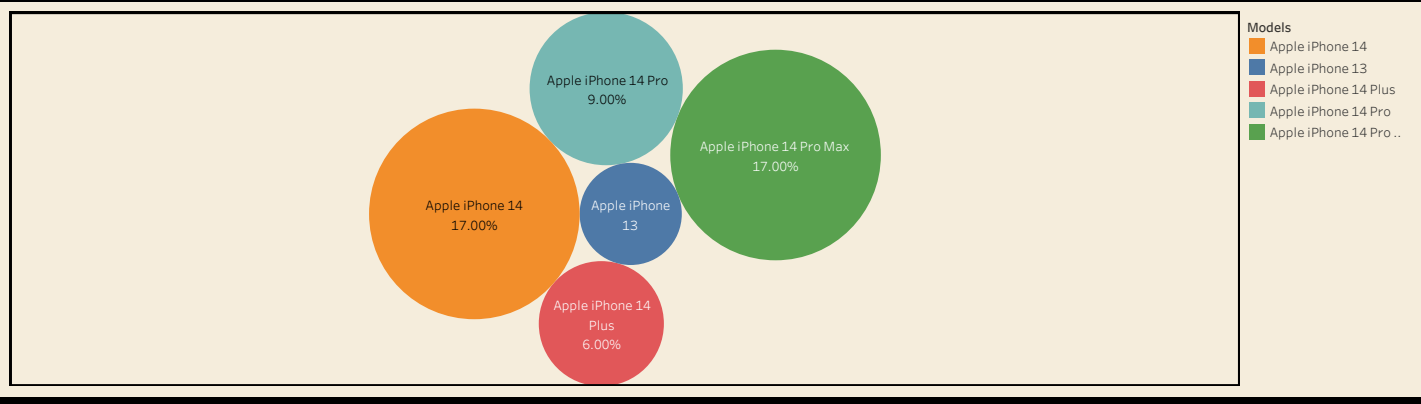 Apple iPhone 14 Pro
9.00%
Apple iPhone 14 Pro Max
17.00%
Apple iPhone 14
17.00%
Apple iPhone
13
Apple iPhone 14
Plus
6.00%
Models
Apple iPhone 14
Apple iPhone 13
Apple iPhone 14 Plus
Apple iPhone 14 Pro
Apple iPhone 14 Pro ..